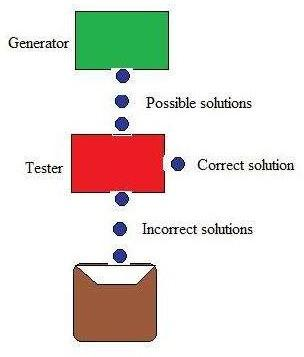 Generator
Possible solutions
Tester
Correct solution
Incorrect solutions